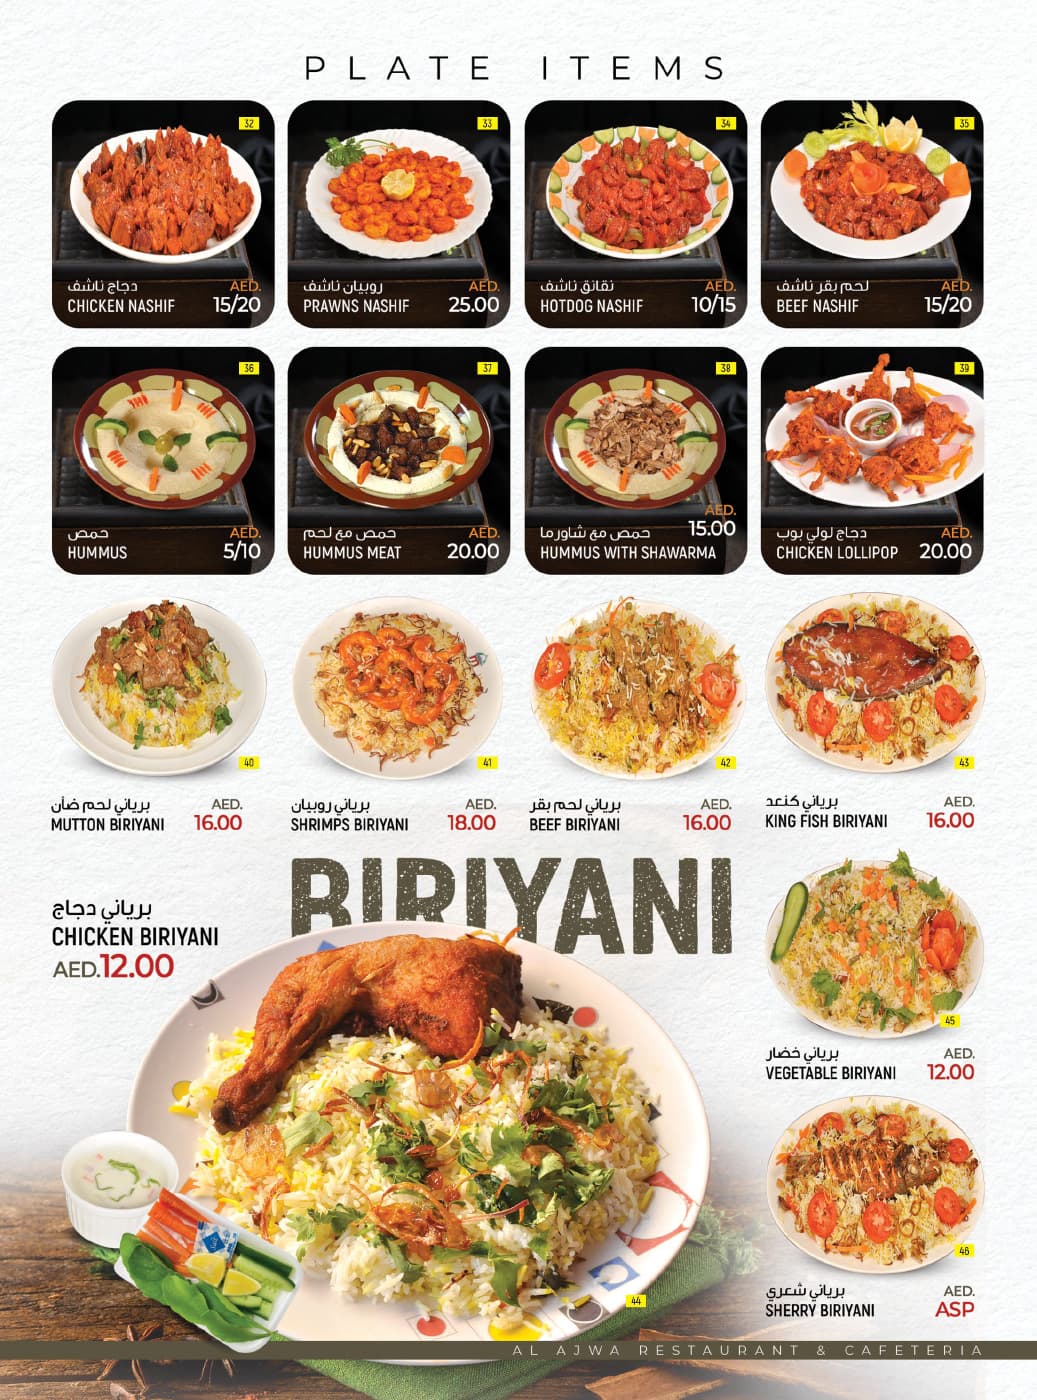 PLATE ITEMS
32
دجاج ناشف
AED.
CHICKEN NASHIF
15/20
33
روبيان ناشف
AED.
PRAWNS NASHIF
25.00
34
نقانق ناشف
AED.
HOTDOG NASHIF
10/15
35
لحم بقر ناشف
AED.
BEEF NASHIF
15/20
36
حمص
AED.
HUMMUS
5/10
37
حمص مع لحم
AED.
HUMMUS MEAT
20.00
38
AED.
حمص مع شاورما
15.00
HUMMUS WITH SHAWARMA
39
دجاج لولي بوب
AED.
CHICKEN LOLLIPOP
20.00
40
برياني لحم ضأن
AED.
MUTTON BIRIYANI
16.00
41
برياني روبيان
AED.
SHRIMPS BIRIYANI
18.00
42
برياني لحم بقر
AED.
BEEF BIRIYANI
16.00
43
برياني كنعد
AED.
KING FISH BIRIYANI
16.00
BIRIYANI
برياني دجاج
CHICKEN BIRIYANI
AED.12.00
44
45
برياني خضار
AED.
VEGETABLE BIRIYANI
12.00
46
برياني شعري
AED.
SHERRY BIRIYANI
ASP
AL AJWA RESTAURANT & CAFETERIA